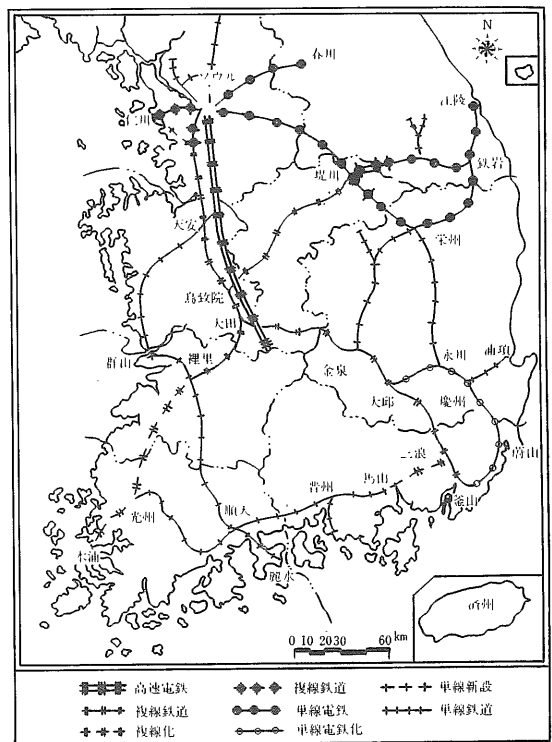 N
春川
ソウル
江陵
仁川
鉄岩
堤川
天安
栄州
鳥致院
大田
永川
浦項
群山
裡里
金泉
大邱
慶州
三浪
蔚山
晋州
馬山
釜山
光州
順天
木浦
麗水
済州
0 10 20 30 60 km
高速電鉄 複線鉄道 単線新設
複線鉄道 単線電鉄 単線鉄道
複線化 単線電鉄化